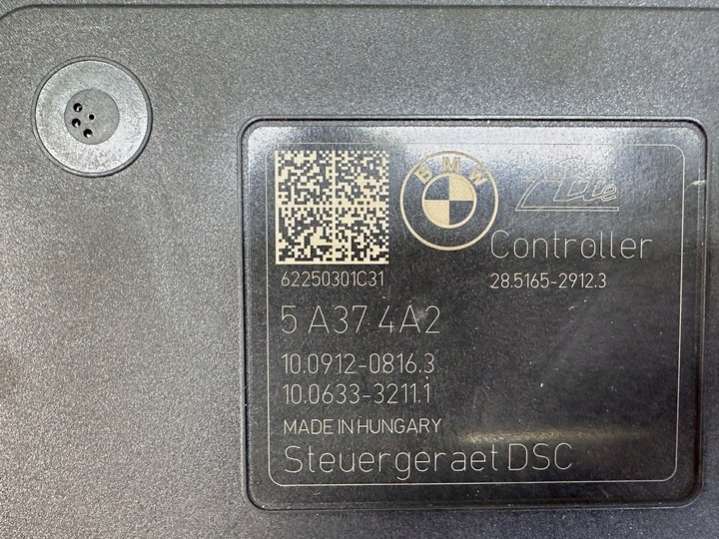 BMW
Ate
Controller
62250301C31
28.5165-2912.3
5 A37 4A2
10.0912-0816.3
10.0633-3211.1
MADE IN HUNGARY
Steuergeraet DSC